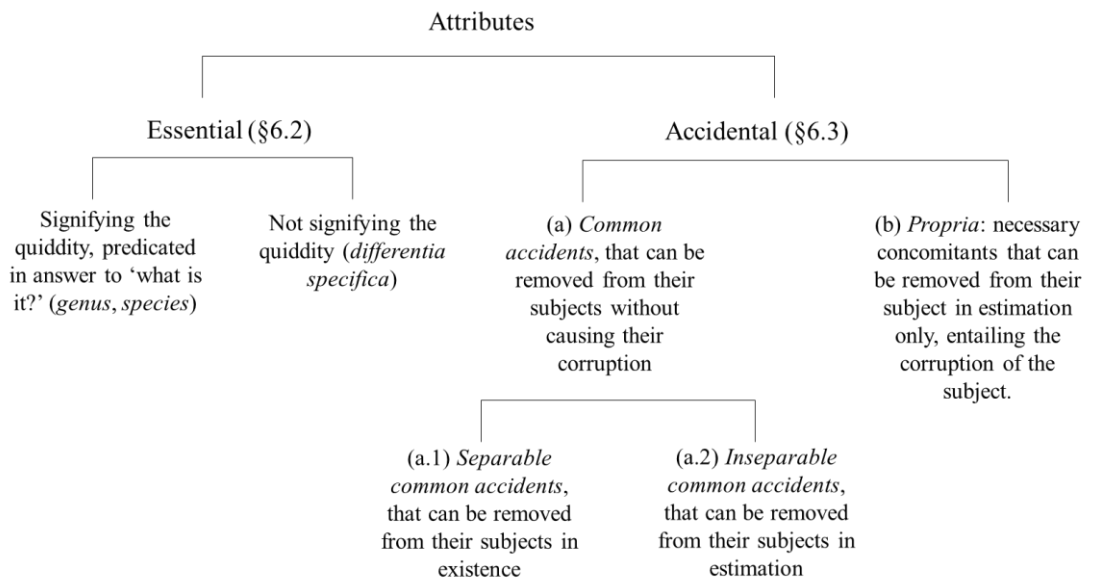 Attributes
Essential (§6.2)
Accidental (§6.3)
Signifying the
quiddity, predicated
in answer to ‘what is
it?’ (genus, species)
Not signifying the
quiddity (differentia
specifica)
(a) Common
accidents, that can be
removed from their
subjects without
causing their
corruption
(b) Propria: necessary
concomitants that can
be removed from their
subject in estimation
only, entailing the
corruption of the
subject.
(a.1) Separable
common accidents,
that can be removed
from their subjects in
existence
(a.2) Inseparable
common accidents,
that can be removed
from their subjects in
estimation